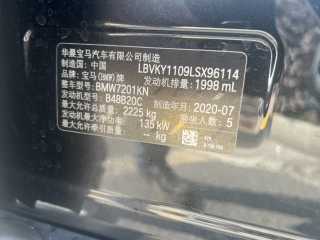 华晨宝马汽车有限公司制造
制造国: 中国 LBVKY1109LSX96114
品牌: 宝马(BMW)牌 发动机排量: 1998 mL
整车型号: BMW7201KN
发动机型号: B48B20C 制造年月: 2020-07
最大允许总质量: 2225 kg 乘坐人数: 5
发动机最大净功率: 135 kW
最大允许牵引质量: -- kg